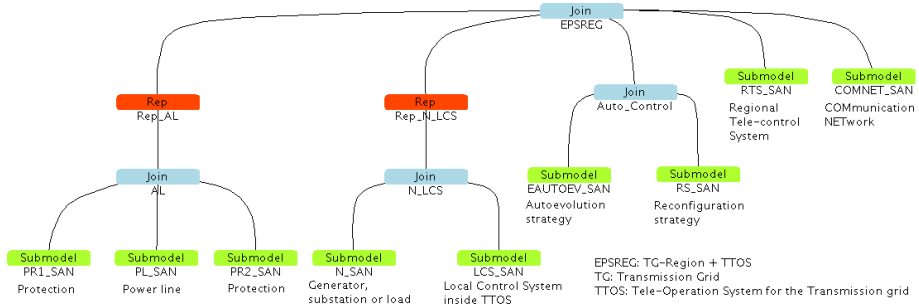 Join
EPSREG
Submodel
RTS_SAN
Regional
Tele-control
System
Submodel
COMNET_SAN
COMmunication
NETwork
Rep
Rep_AL
Rep
Rep_N_LCS
Join
Auto_Control
Join
AL
Join
N_LCS
Submodel
EAUTOEV_SAN
Autoevolution
strategy
Submodel
RS_SAN
Reconfiguration
strategy
Submodel
PR1_SAN
Protection
Submodel
PL_SAN
Power line
Submodel
PR2_SAN
Protection
Submodel
N_SAN
Generator,
substation or load
Submodel
LCS_SAN
Local Control System
inside TTOS
EPSREG: TG-Region + TTOS
TG: Transmission Grid
TTOS: Tele-Operation System for the Transmission grid